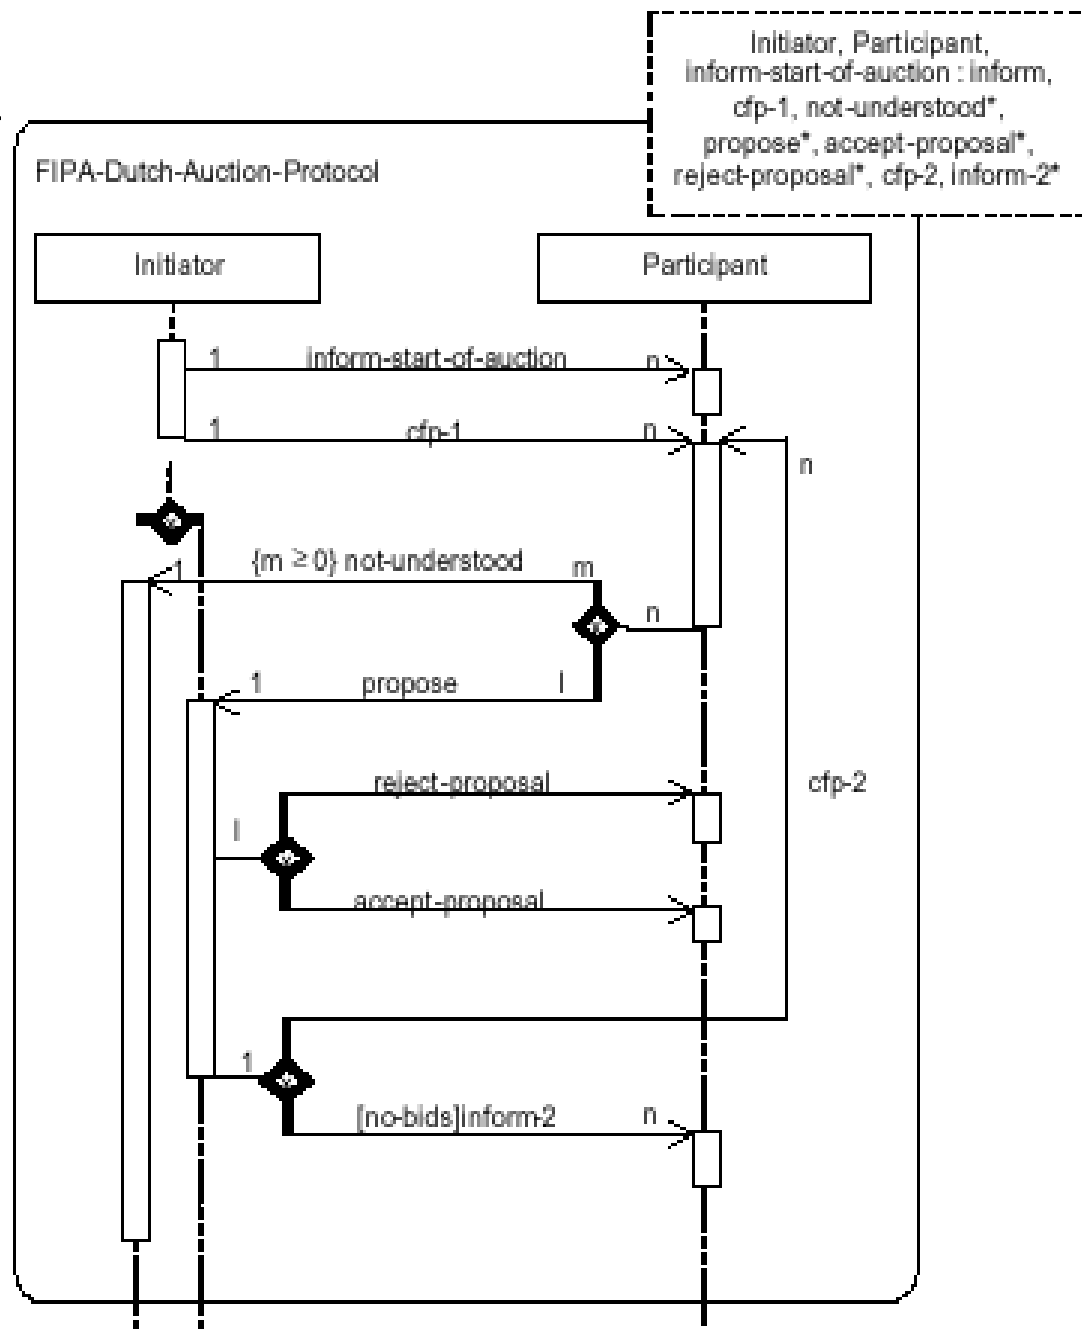 Initiator, Participant,
inform-start-of-auction : inform,
cfp-1, not-understood*,
propose*, accept-proposal*,
reject-proposal*, cfp-2, inform-2*
FIPA-Dutch-Auction-Protocol
Initiator
Participant
1 inform-start-of-auction n
1 cfp-1 n
n
1 {m ≥ 0} not-understood m
n
1 propose l
reject-proposal
cfp-2
l
accept-proposal
1
[no-bids]inform-2 n